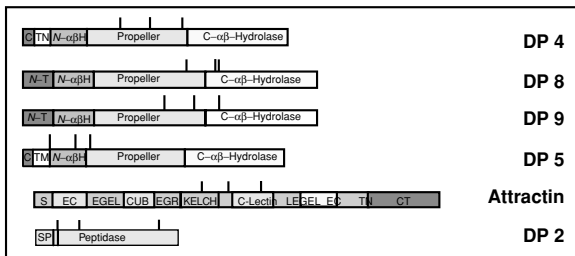 C TN N–αβH Propeller C–αβ–Hydrolase DP 4
N–T N–αβH Propeller C–αβ–Hydrolase DP 8
N–T N–αβH Propeller C–αβ–Hydrolase DP 9
C TM N–αβH Propeller C–αβ–Hydrolase DP 5
S EC EGEL CUB EGR KELCH C-Lectin LEGEL EC TN CT Attractin
SP Peptidase DP 2